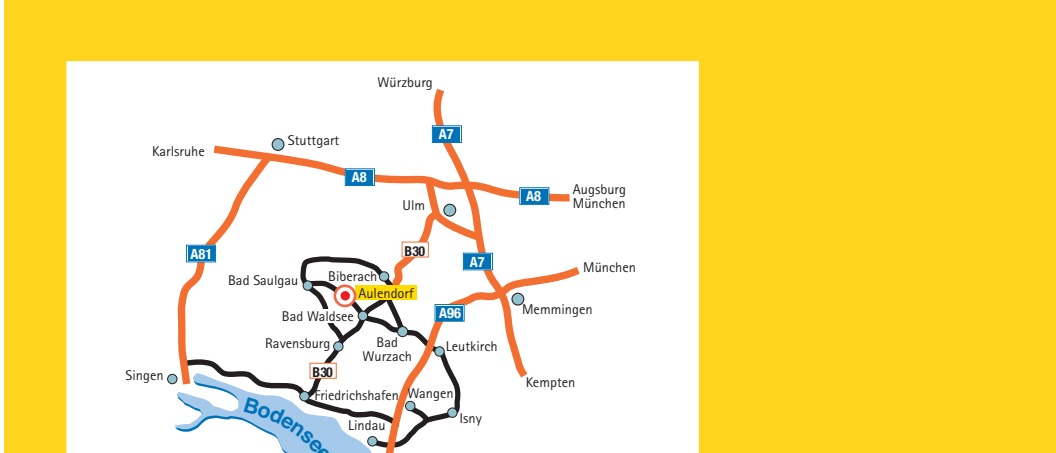 Würzburg
A7
Stuttgart
Karlsruhe
A8
Augsburg
München
A8
Ulm
B30
A81
A7
München
Biberach
Bad Saulgau
Aulendorf
Memmingen
Bad Waldsee
A96
Ravensburg
Bad
Wurzach
Leutkirch
B30
Singen
Kempten
Friedrichshafen
Wangen
Bodensee
Isny
Lindau